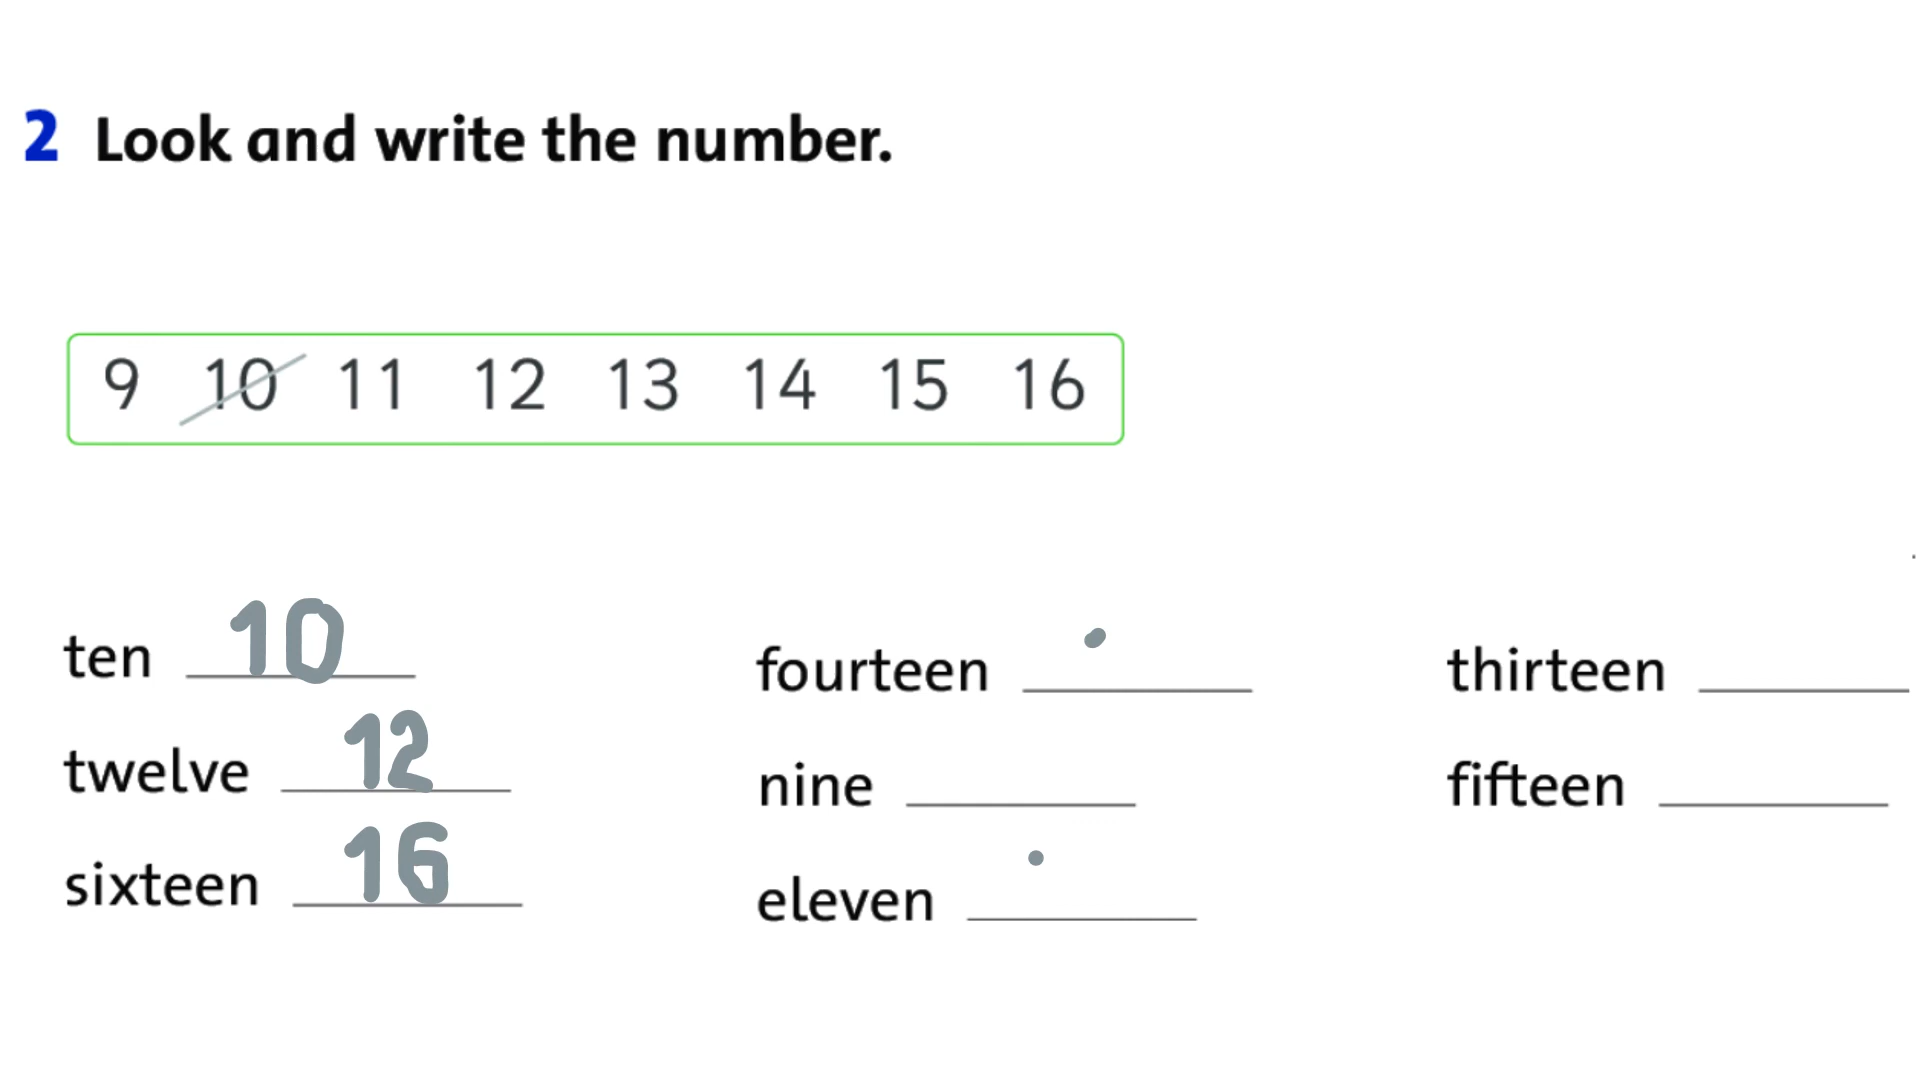 2 Look and write the number.
9 10 11 12 13 14 15 16
ten 10
twelve 12
sixteen 16
fourteen
nine
eleven
thirteen
fifteen